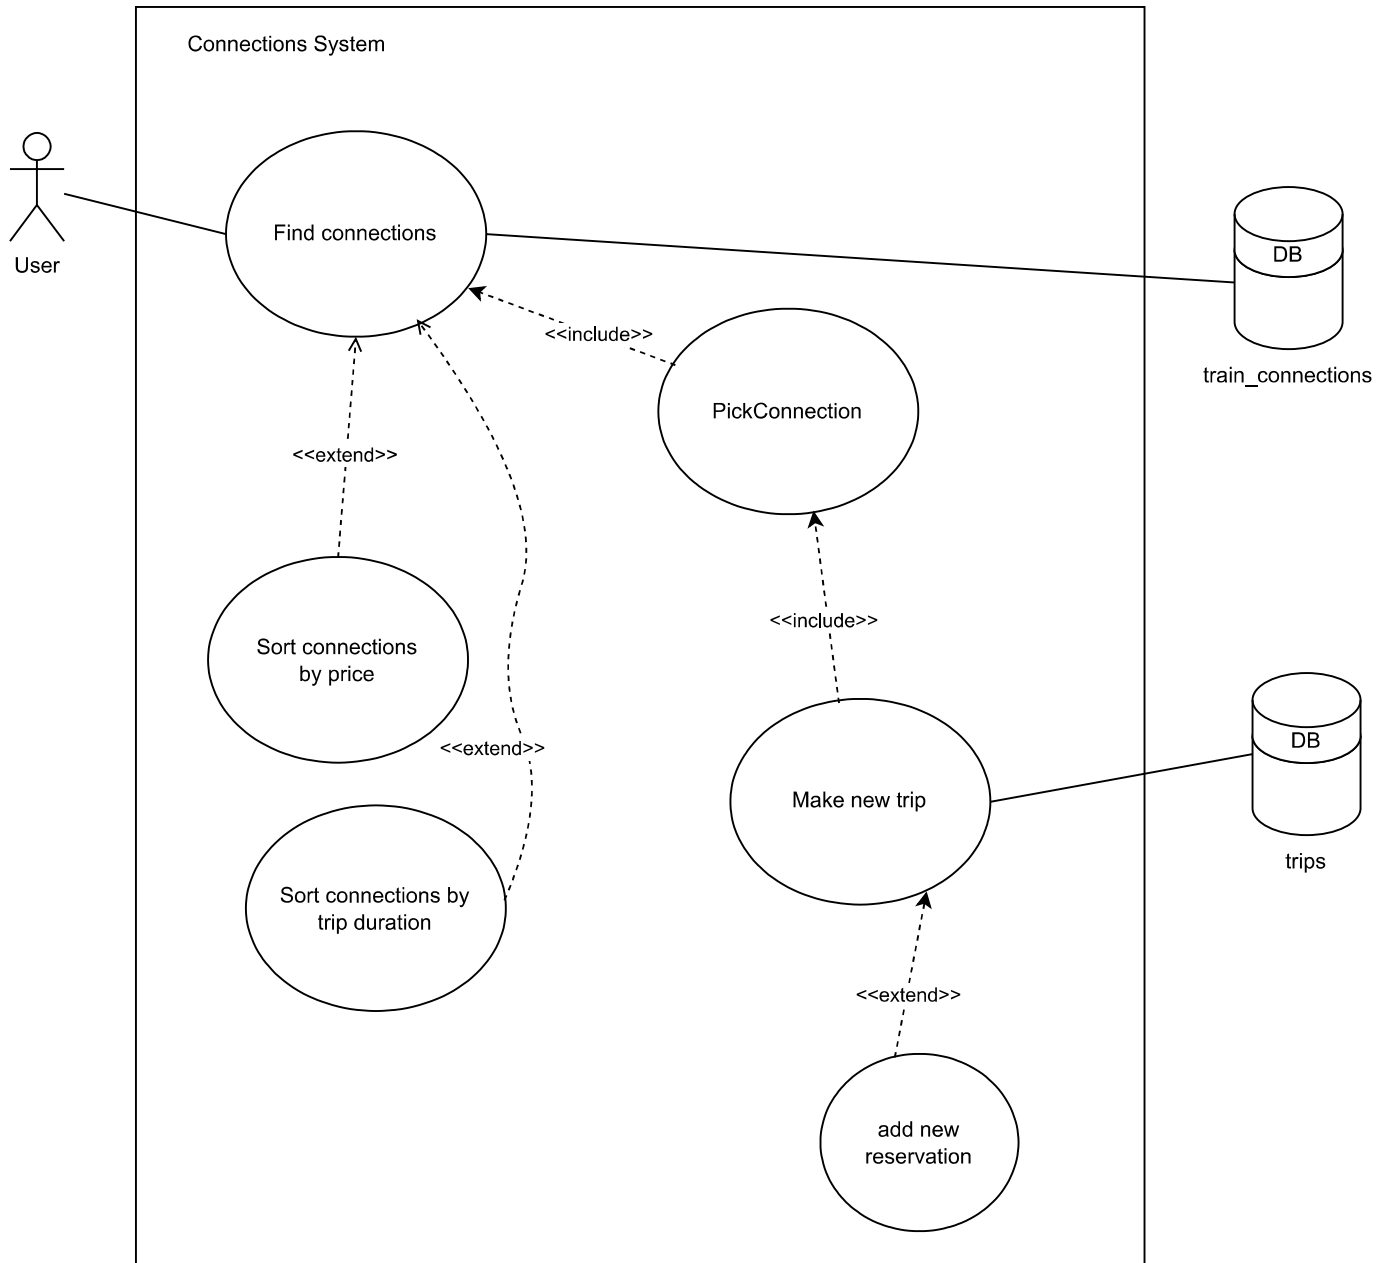 Connections System
User
Find connections
DB
train_connections
<<include>>
PickConnection
<<extend>>
<<include>>
Sort connections
by price
<<extend>>
DB
trips
Make new trip
Sort connections by
trip duration
<<extend>>
add new
reservation